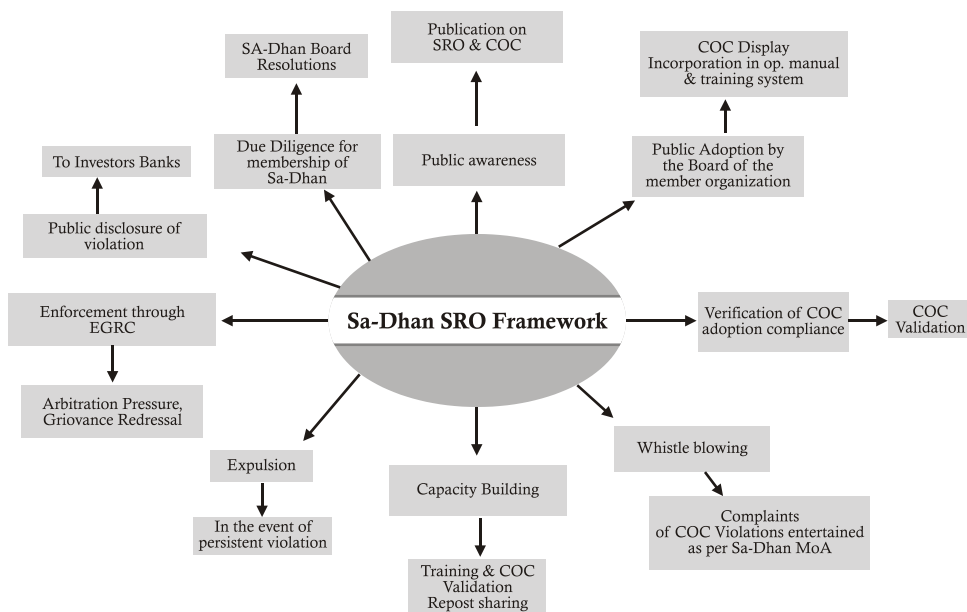 Publication on
SRO & COC
SA-Dhan Board
Resolutions
COC Display
Incorporation in op. manual
& training system
To Investors Banks
Due Diligence for
membership of
Sa-Dhan
Public awareness
Public Adoption by
the Board of the
member organization
Public disclosure of
violation
Enforcement through
EGRC
Sa-Dhan SRO Framework
Verification of COC
adoption compliance
COC
Validation
Arbitration Pressure,
Griovance Redressal
Expulsion
Capacity Building
Whistle blowing
In the event of
persistent violation
Training & COC
Validation
Repost sharing
Complaints
of COC Violations entertained
as per Sa-Dhan MoA